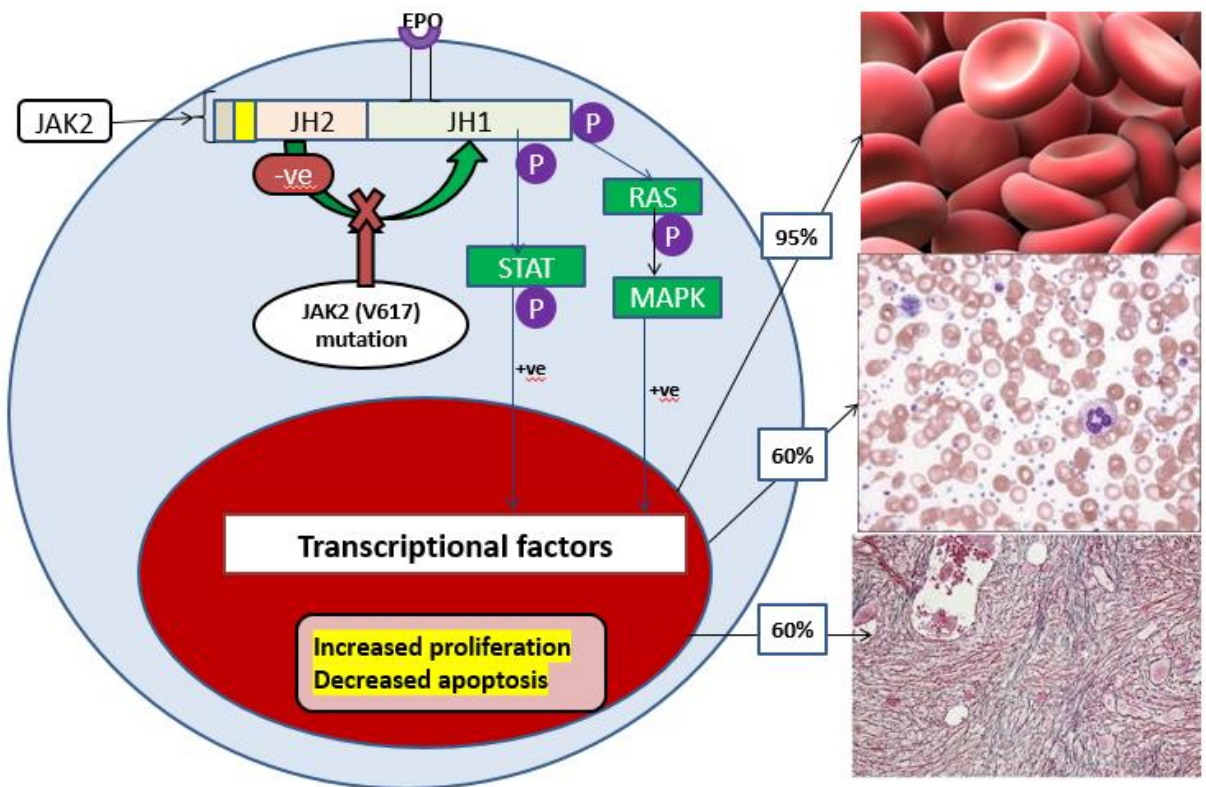 EPO
JAK2
JH2
JH1
P
P
-ve
RAS
P
STAT
P
MAPK
JAK2 (V617)
mutation
+ve
+ve
95%
60%
60%
Transcriptional factors
Increased proliferation
Decreased apoptosis